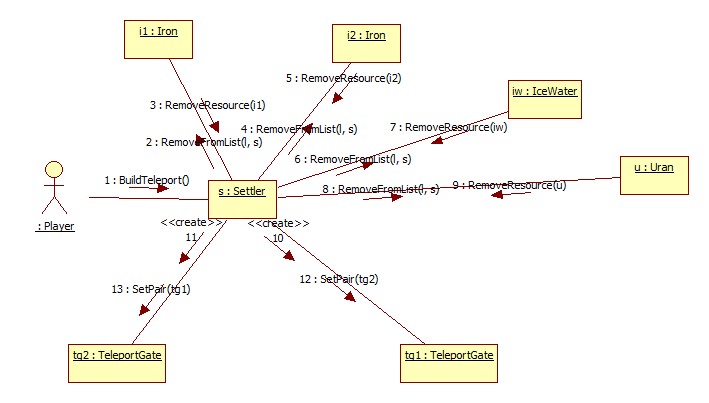 i1 : Iron
i2 : Iron
5 : RemoveResource(i2)
iw : IceWater
3 : RemoveResource(i1)
4 : RemoveFromList(l, s)
7 : RemoveResource(iw)
2 : RemoveFromList(l, s)
6 : RemoveFromList(l, s)
u : Uran
1 : BuildTeleport()
s : Settler
8 : RemoveFromList(l, s)
9 : RemoveResource(u)
: Player
<<create>>
11
<<create>>
10
12 : SetPair(tg2)
13 : SetPair(tg1)
tg2 : TeleportGate
tg1 : TeleportGate